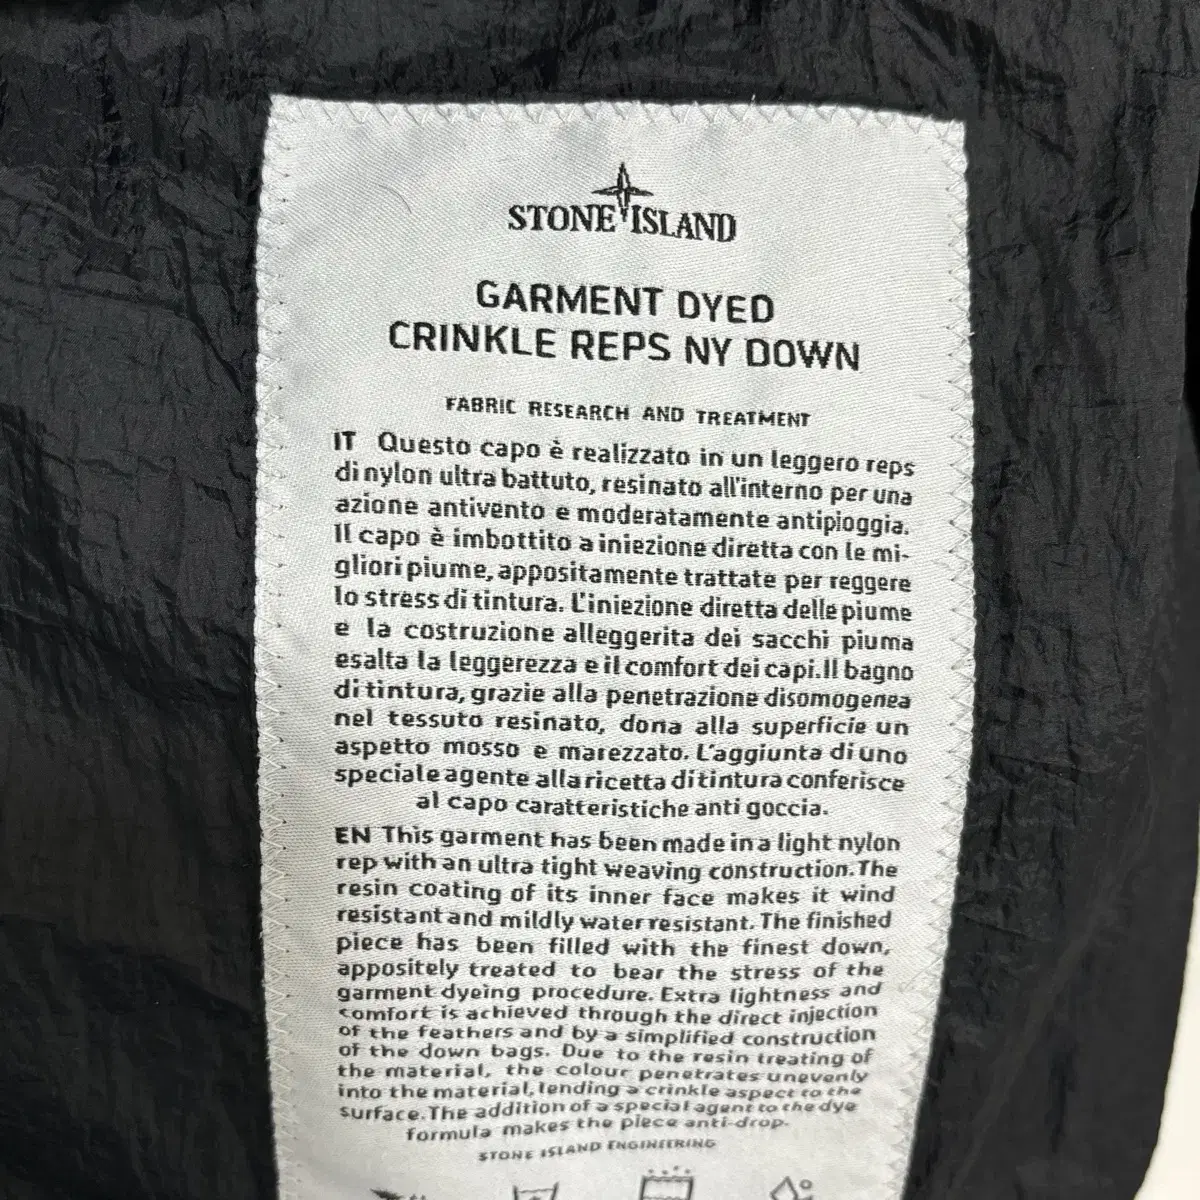 STONE ISLAND
GARMENT DYED
CRINKLE REPS NY DOWN
FABRIC RESEARCH AND TREATMENT
IT Questo capo è realizzato in un leggero reps
di nylon ultra battuto, resinato all'interno per una
azione antivento e moderatamente antipioggia.
Il capo è imbottito a iniezione diretta con le mi-
gliori piume, appositamente trattate per reggere
lo stress di tintura. L'iniezione diretta delle piume
e la costruzione alleggerita dei sacchi piuma
esalta la leggerezza e il comfort dei capi. Il bagno
di tintura, grazie alla penetrazione disomogenea
nel tessuto resinato, dona alla superficie un
aspetto mosso e marezzato. L'aggiunta di uno
speciale agente alla ricetta di tintura conferisce
al capo caratteristiche anti goccia.
EN This garment has been made in a light nylon
rep with an ultra tight weaving construction. The
resin coating of its inner face makes it wind
resistant and mildly water resistant. The finished
piece has been filled with the finest down,
appositely treated to bear the stress of the
garment dyeing procedure. Extra lightness and
comfort is achieved through the direct injection
of the feathers and by a simplified construction
of the down bags. Due to the resin treating of
the material, the colour penetrates unevenly
into the material, lending a crinkle aspect to the
surface. The addition of a special agent to the dye
formula makes the piece anti-drop.
STONE ISLAND ENGINEERING